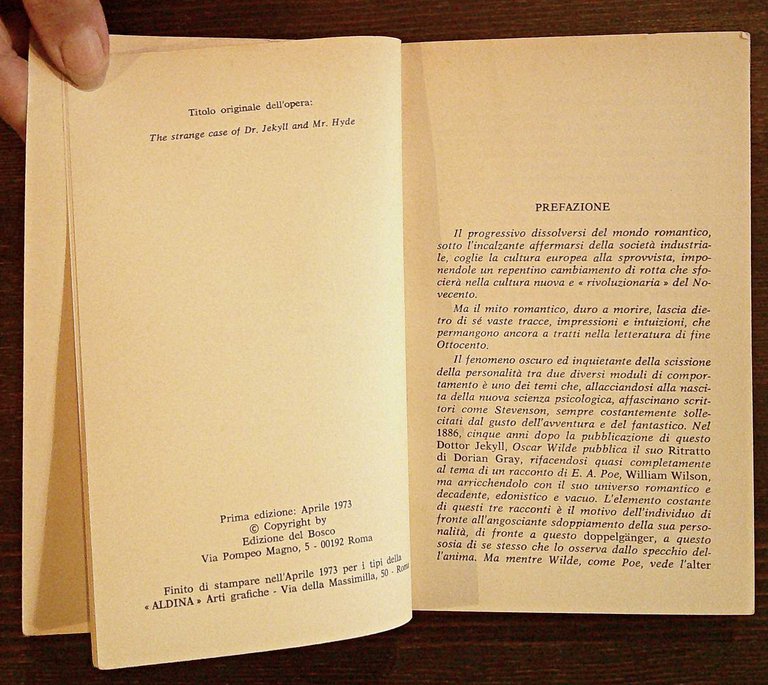 Titolo originale dell'opera:
The strange case of Dr. Jekyll and Mr. Hyde
Prima edizione: Aprile 1973
© Copyright by
Edizione del Bosco
Via Pompeo Magno, 5 - 00192 Roma
Finito di stampare nell'Aprile 1973 per i tipi della
« ALDINA » Arti grafiche - Via della Massimilla, 50 - Roma
PREFAZIONE
Il progressivo dissolversi del mondo romantico,
sotto l'incalzante affermarsi della società industria-
le, coglie la cultura europea alla sprovvista, impo-
nendole un repentino cambiamento di rotta che sfo-
cierà nella cultura nuova e « rivoluzionaria » del No-
vecento.
Ma il mito romantico, duro a morire, lascia die-
tro di sé vaste tracce, impressioni e intuizioni, che
permangono ancora a tratti nella letteratura di fine
Ottocento.
Il fenomeno oscuro ed inquietante della scissione
della personalità tra due diversi moduli di compor-
tamento è uno dei temi che, allacciandosi alla nasci-
ta della nuova scienza psicologica, affascinano scrit-
tori come Stevenson, sempre costantemente solle-
citati dal gusto dell'avventura e del fantastico. Nel
1886, cinque anni dopo la pubblicazione di questo
Dottor Jekyll, Oscar Wilde pubblica il suo Ritratto
di Dorian Gray, rifacendosi quasi completamente
al tema di un racconto di E. A. Poe, William Wilson,
ma arricchendolo con il suo universo romantico e
decadente, edonistico e vacuo. L'elemento costante
di questi tre racconti è il motivo dell'individuo di
fronte all'angosciante sdoppiamento della sua perso-
nalità, di fronte a questo doppelgänger, a questo
sosia di se stesso che lo osserva dallo specchio del-
l'anima. Ma mentre Wilde, come Poe, vede l'alter